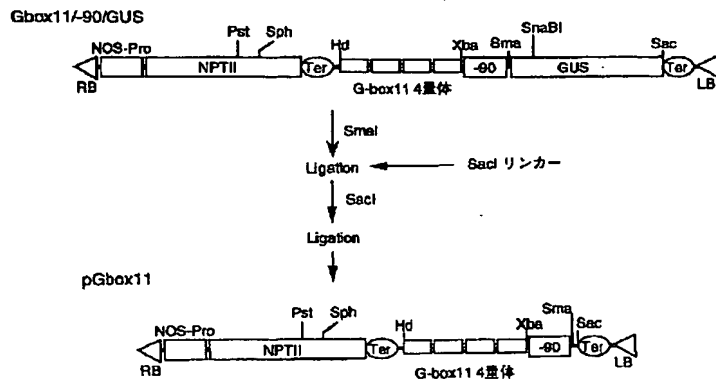 Gbox11/-90/GUS
SnaBI
Pst Sph Hd Xba Sma Sac
NOS-Pro NPTII Ter -90 GUS Ter
RB G-box11 4量体 LB
SmaI
Ligation SacI リンカー
SacI
Ligation
pGbox11
Pst Sph Hd Xba Sma Sac
NOS-Pro NPTII Ter -90 Ter
RB G-box11 4量体 LB